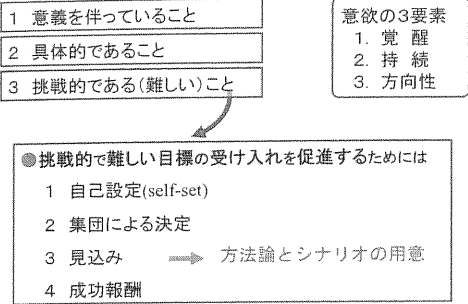 1 意義を伴っていること
2 具体的であること
3 挑戦的である(難しい)こと
意欲の3要素
1. 覚 醒
2. 持 続
3. 方向性
●挑戦的で難しい目標の受け入れを促進するためには
1 自己設定(self-set)
2 集団による決定
3 見込み → 方法論とシナリオの用意
4 成功報酬